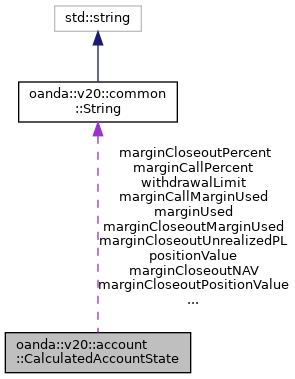 std::string
oanda::v20::common
::String
marginCloseoutPercent
marginCallPercent
withdrawalLimit
marginCallMarginUsed
marginUsed
marginCloseoutMarginUsed
marginCloseoutUnrealizedPL
positionValue
marginCloseoutNAV
marginCloseoutPositionValue
...
oanda::v20::account
::CalculatedAccountState